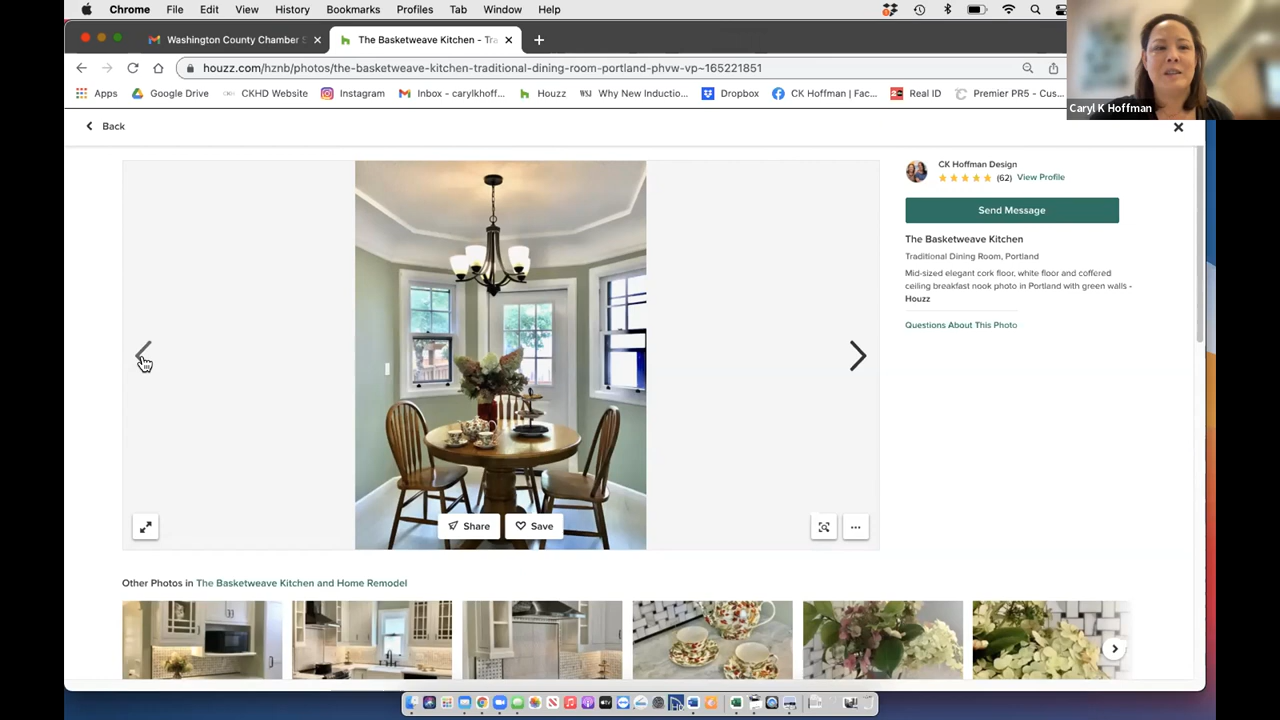 Chrome File Edit View History Bookmarks Profiles Tab Window Help
Washington County Chamber
The Basketweave Kitchen - Tra
houzz.com/hznb/photos/the-basketweave-kitchen-traditional-dining-room-portland-phvw-vp~165221851
Apps Google Drive CKHD Website Instagram Inbox - carylkhoff... Houzz WSJ Why New Inductio... Dropbox CK Hoffman | Fac... Real ID Premier PR5 - Cus...
Caryl K Hoffman
Back
CK Hoffman Design
(62) View Profile
Send Message
The Basketweave Kitchen
Traditional Dining Room, Portland
Mid-sized elegant cork floor, white floor and coffered
ceiling breakfast nook photo in Portland with green walls -
Houzz
Questions About This Photo
Share Save
Other Photos in The Basketweave Kitchen and Home Remodel